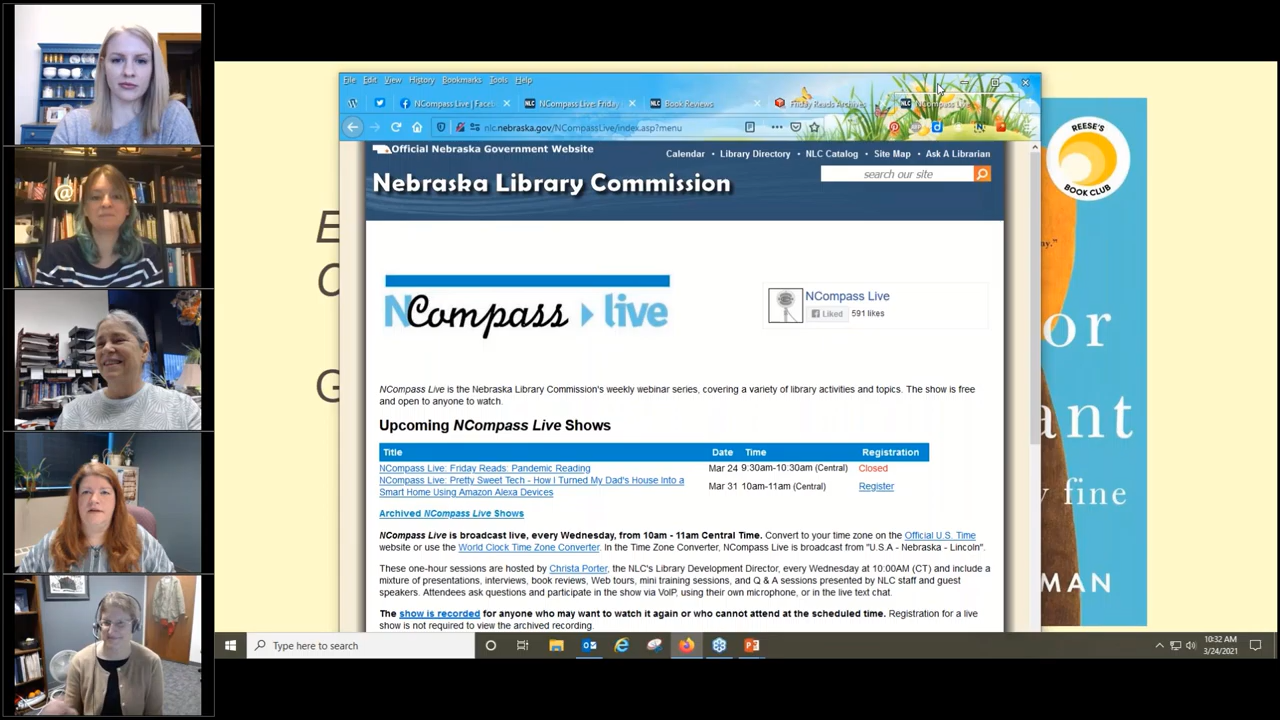 File Edit View History Bookmarks Tools Help
NCompass Live | Face
NCompass Live: Friday
Book Reviews
Friday Reads Archives
NLC NCompass Live
nlc.nebraska.gov/NCompassLive/index.asp?menu
Official Nebraska Government Website
Calendar • Library Directory • NLC Catalog • Site Map • Ask A Librarian
Nebraska Library Commission
search our site
NCompass live
NCompass Live
Liked 591 likes
NCompass Live is the Nebraska Library Commission's weekly webinar series, covering a variety of library activities and topics. The show is free
and open to anyone to watch.
Upcoming NCompass Live Shows
Title Date Time Registration
NCompass Live: Friday Reads: Pandemic Reading Mar 24 9:30am-10:30am (Central) Closed
NCompass Live: Pretty Sweet Tech - How I Turned My Dad's House Into a
Smart Home Using Amazon Alexa Devices Mar 31 10am-11am (Central) Register
Archived NCompass Live Shows
NCompass Live is broadcast live, every Wednesday, from 10am - 11am Central Time. Convert to your time zone on the Official U.S. Time
website or use the World Clock Time Zone Converter. In the Time Zone Converter, NCompass Live is broadcast from "U.S.A - Nebraska - Lincoln".
These one-hour sessions are hosted by Christa Porter, the NLC's Library Development Director, every Wednesday at 10:00AM (CT) and include a
mixture of presentations, interviews, book reviews, Web tours, mini training sessions, and Q & A sessions presented by NLC staff and guest
speakers. Attendees ask questions and participate in the show via VoIP, using their own microphone, or in the live text chat.
The show is recorded for anyone who may want to watch it again or who cannot attend at the scheduled time. Registration for a live
show is not required to view the archived recording.
REESE'S
BOOK CLUB
ny."
or
ant
y fine
MAN
E
C
G
Type here to search
10:32 AM
3/24/2021